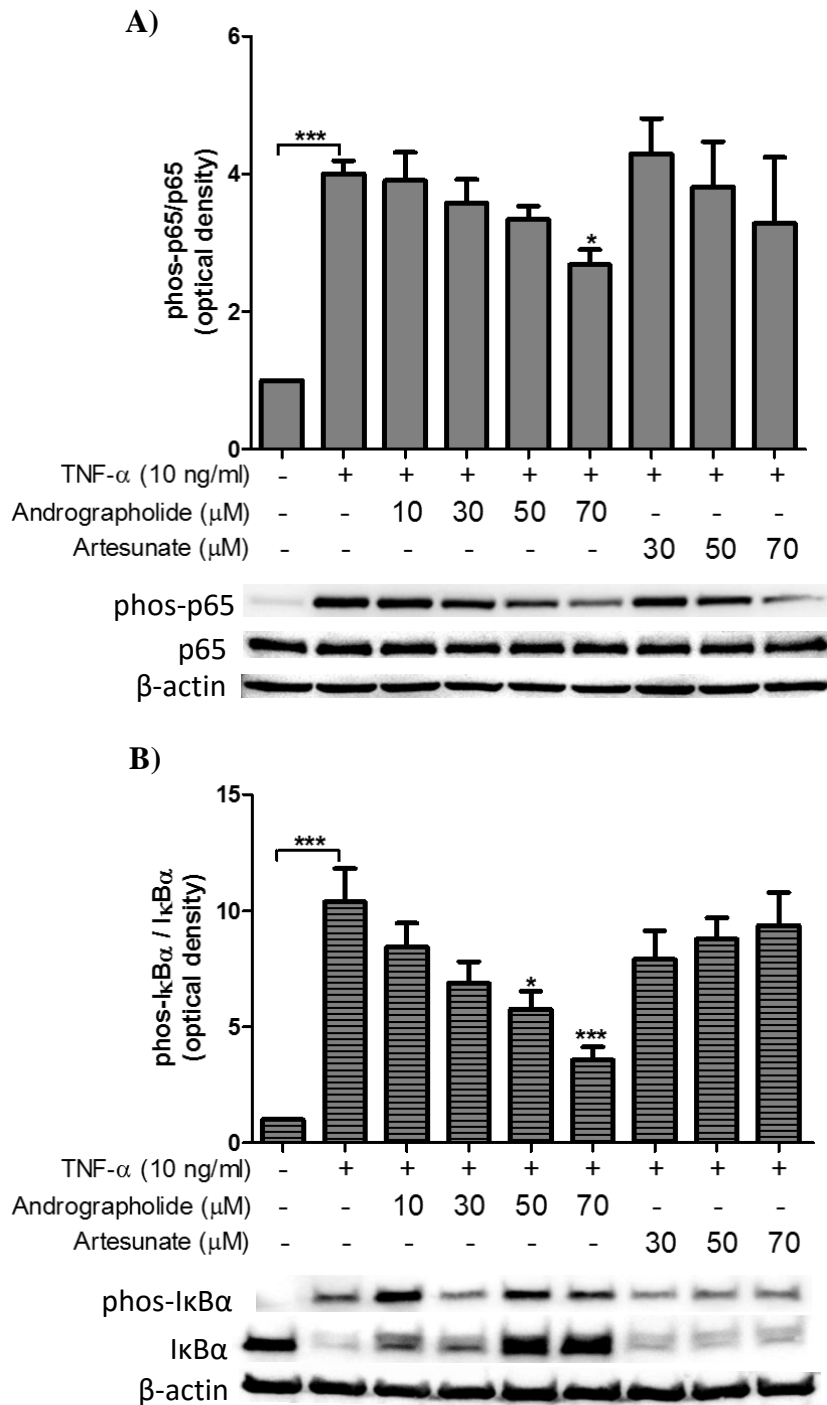 A)
phos-p65/p65
(optical density)
6
4
2
0
***
*
TNF-α (10 ng/ml) - + + + + + + + +
Andrographolide (μM) - - 10 30 50 70 - - -
Artesunate (μM) - - - - - - 30 50 70
phos-p65
p65
β-actin
B)
phos-IκBα / IκBα
(optical density)
15
10
5
0
***
*
***
TNF-α (10 ng/ml) - + + + + + + + +
Andrographolide (μM) - - 10 30 50 70 - - -
Artesunate (μM) - - - - - - 30 50 70
phos-IκBα
IκBα
β-actin